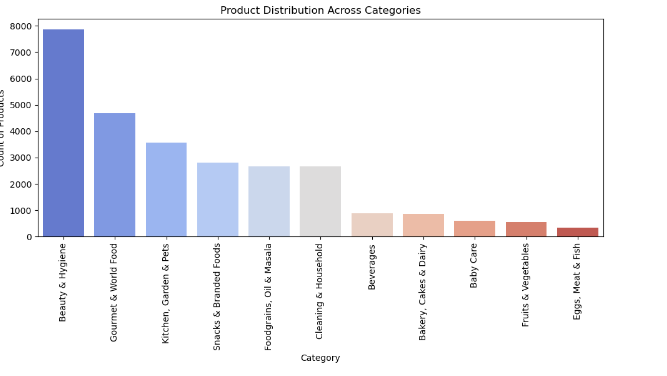 Product Distribution Across Categories
Count of Products
8000
7000
6000
5000
4000
3000
2000
1000
0
Beauty & Hygiene
Gourmet & World Food
Kitchen, Garden & Pets
Snacks & Branded Foods
Foodgrains, Oil & Masala
Cleaning & Household
Beverages
Bakery, Cakes & Dairy
Baby Care
Fruits & Vegetables
Eggs, Meat & Fish
Category